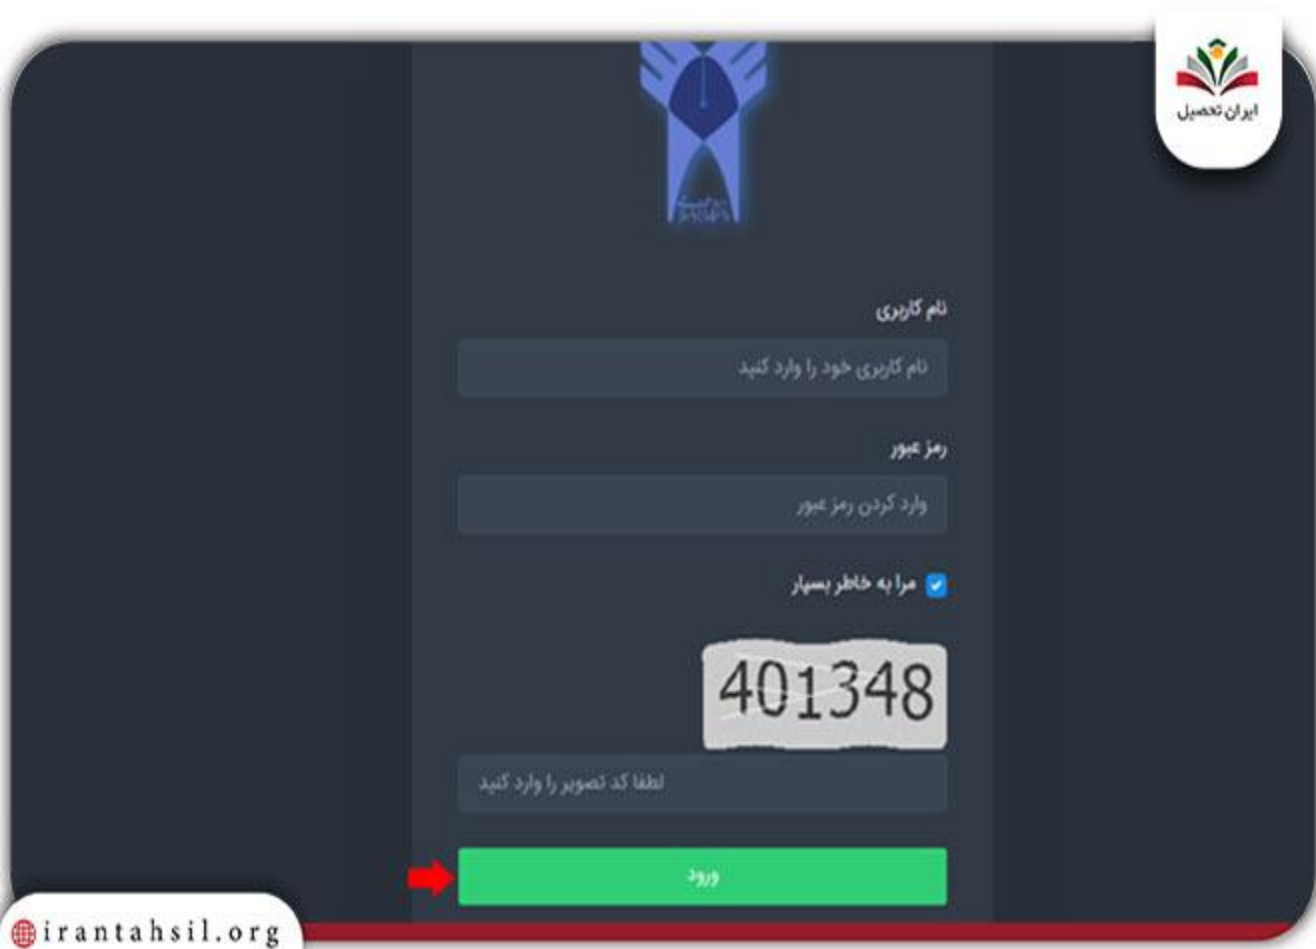 ایران تحصیل
نام کاربری
نام کاربری خود را وارد کنید
رمز عبور
وارد کردن رمز عبور
مرا به خاطر بسپار
401348
لطفا کد تصویر را وارد کنید
ورود
irantahsil.org